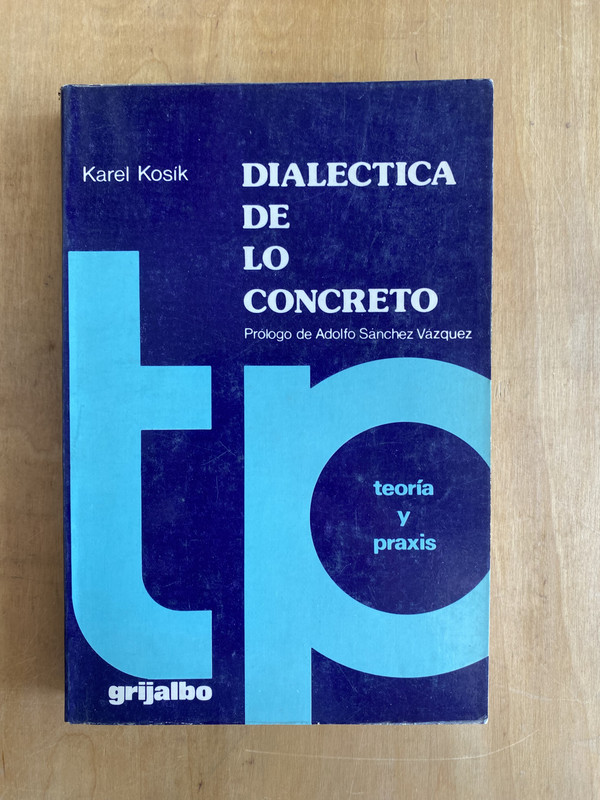 Karel Kosík
DIALECTICA
DE
LO
CONCRETO
Prólogo de Adolfo Sánchez Vázquez
tp
teoría
y
praxis
grijalbo